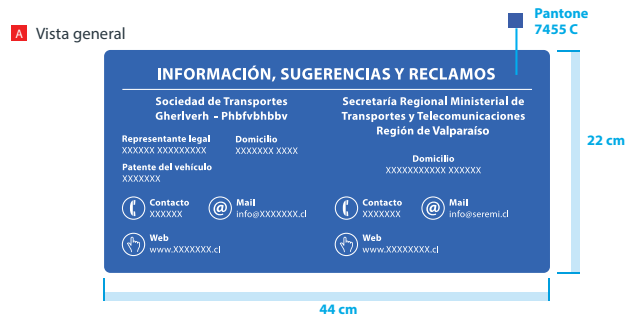 Pantone
7455 C
A Vista general
INFORMACIÓN, SUGERENCIAS Y RECLAMOS
Sociedad de Transportes
Gherlverh - Phbfvbhbbv
Representante legal
XXXXXX XXXXXXXXX
Domicilio
XXXXXXX XXXX
Patente del vehículo
XXXXXXX
Contacto
XXXXXX
@ Mail
info@XXXXXXX.cl
Web
www.XXXXXXX.cl
Secretaría Regional Ministerial de
Transportes y Telecomunicaciones
Región de Valparaíso
Domicilio
XXXXXXXXXXX XXXXXX
Contacto
XXXXXXX
@ Mail
info@seremi.cl
Web
www.XXXXXXXX.cl
22 cm
44 cm